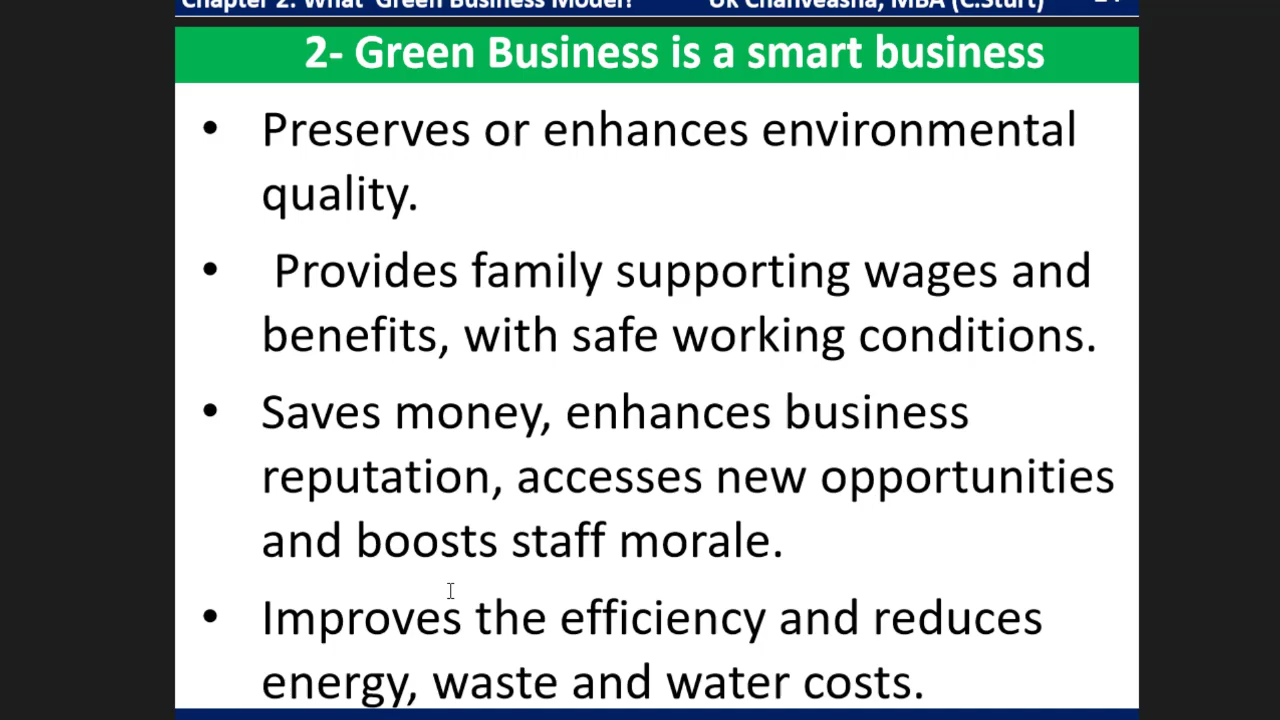 Chapter 2: What Green Business Model? Uk Chanveasna, MBA (C.Sturt)
2- Green Business is a smart business
• Preserves or enhances environmental
quality.
• Provides family supporting wages and
benefits, with safe working conditions.
• Saves money, enhances business
reputation, accesses new opportunities
and boosts staff morale.
• Improves the efficiency and reduces
energy, waste and water costs.